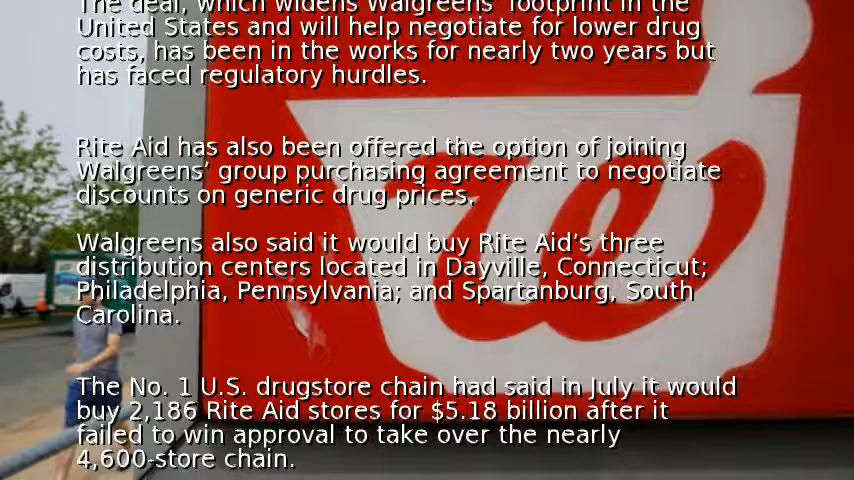 The deal, which widens Walgreens' footprint in the
United States and will help negotiate for lower drug
costs, has been in the works for nearly two years but
has faced regulatory hurdles.
Rite Aid has also been offered the option of joining
Walgreens' group purchasing agreement to negotiate
discounts on generic drug prices.
Walgreens also said it would buy Rite Aid's three
distribution centers located in Dayville, Connecticut;
Philadelphia, Pennsylvania; and Spartanburg, South
Carolina.
The No. 1 U.S. drugstore chain had said in July it would
buy 2,186 Rite Aid stores for $5.18 billion after it
failed to win approval to take over the nearly
4,600-store chain.